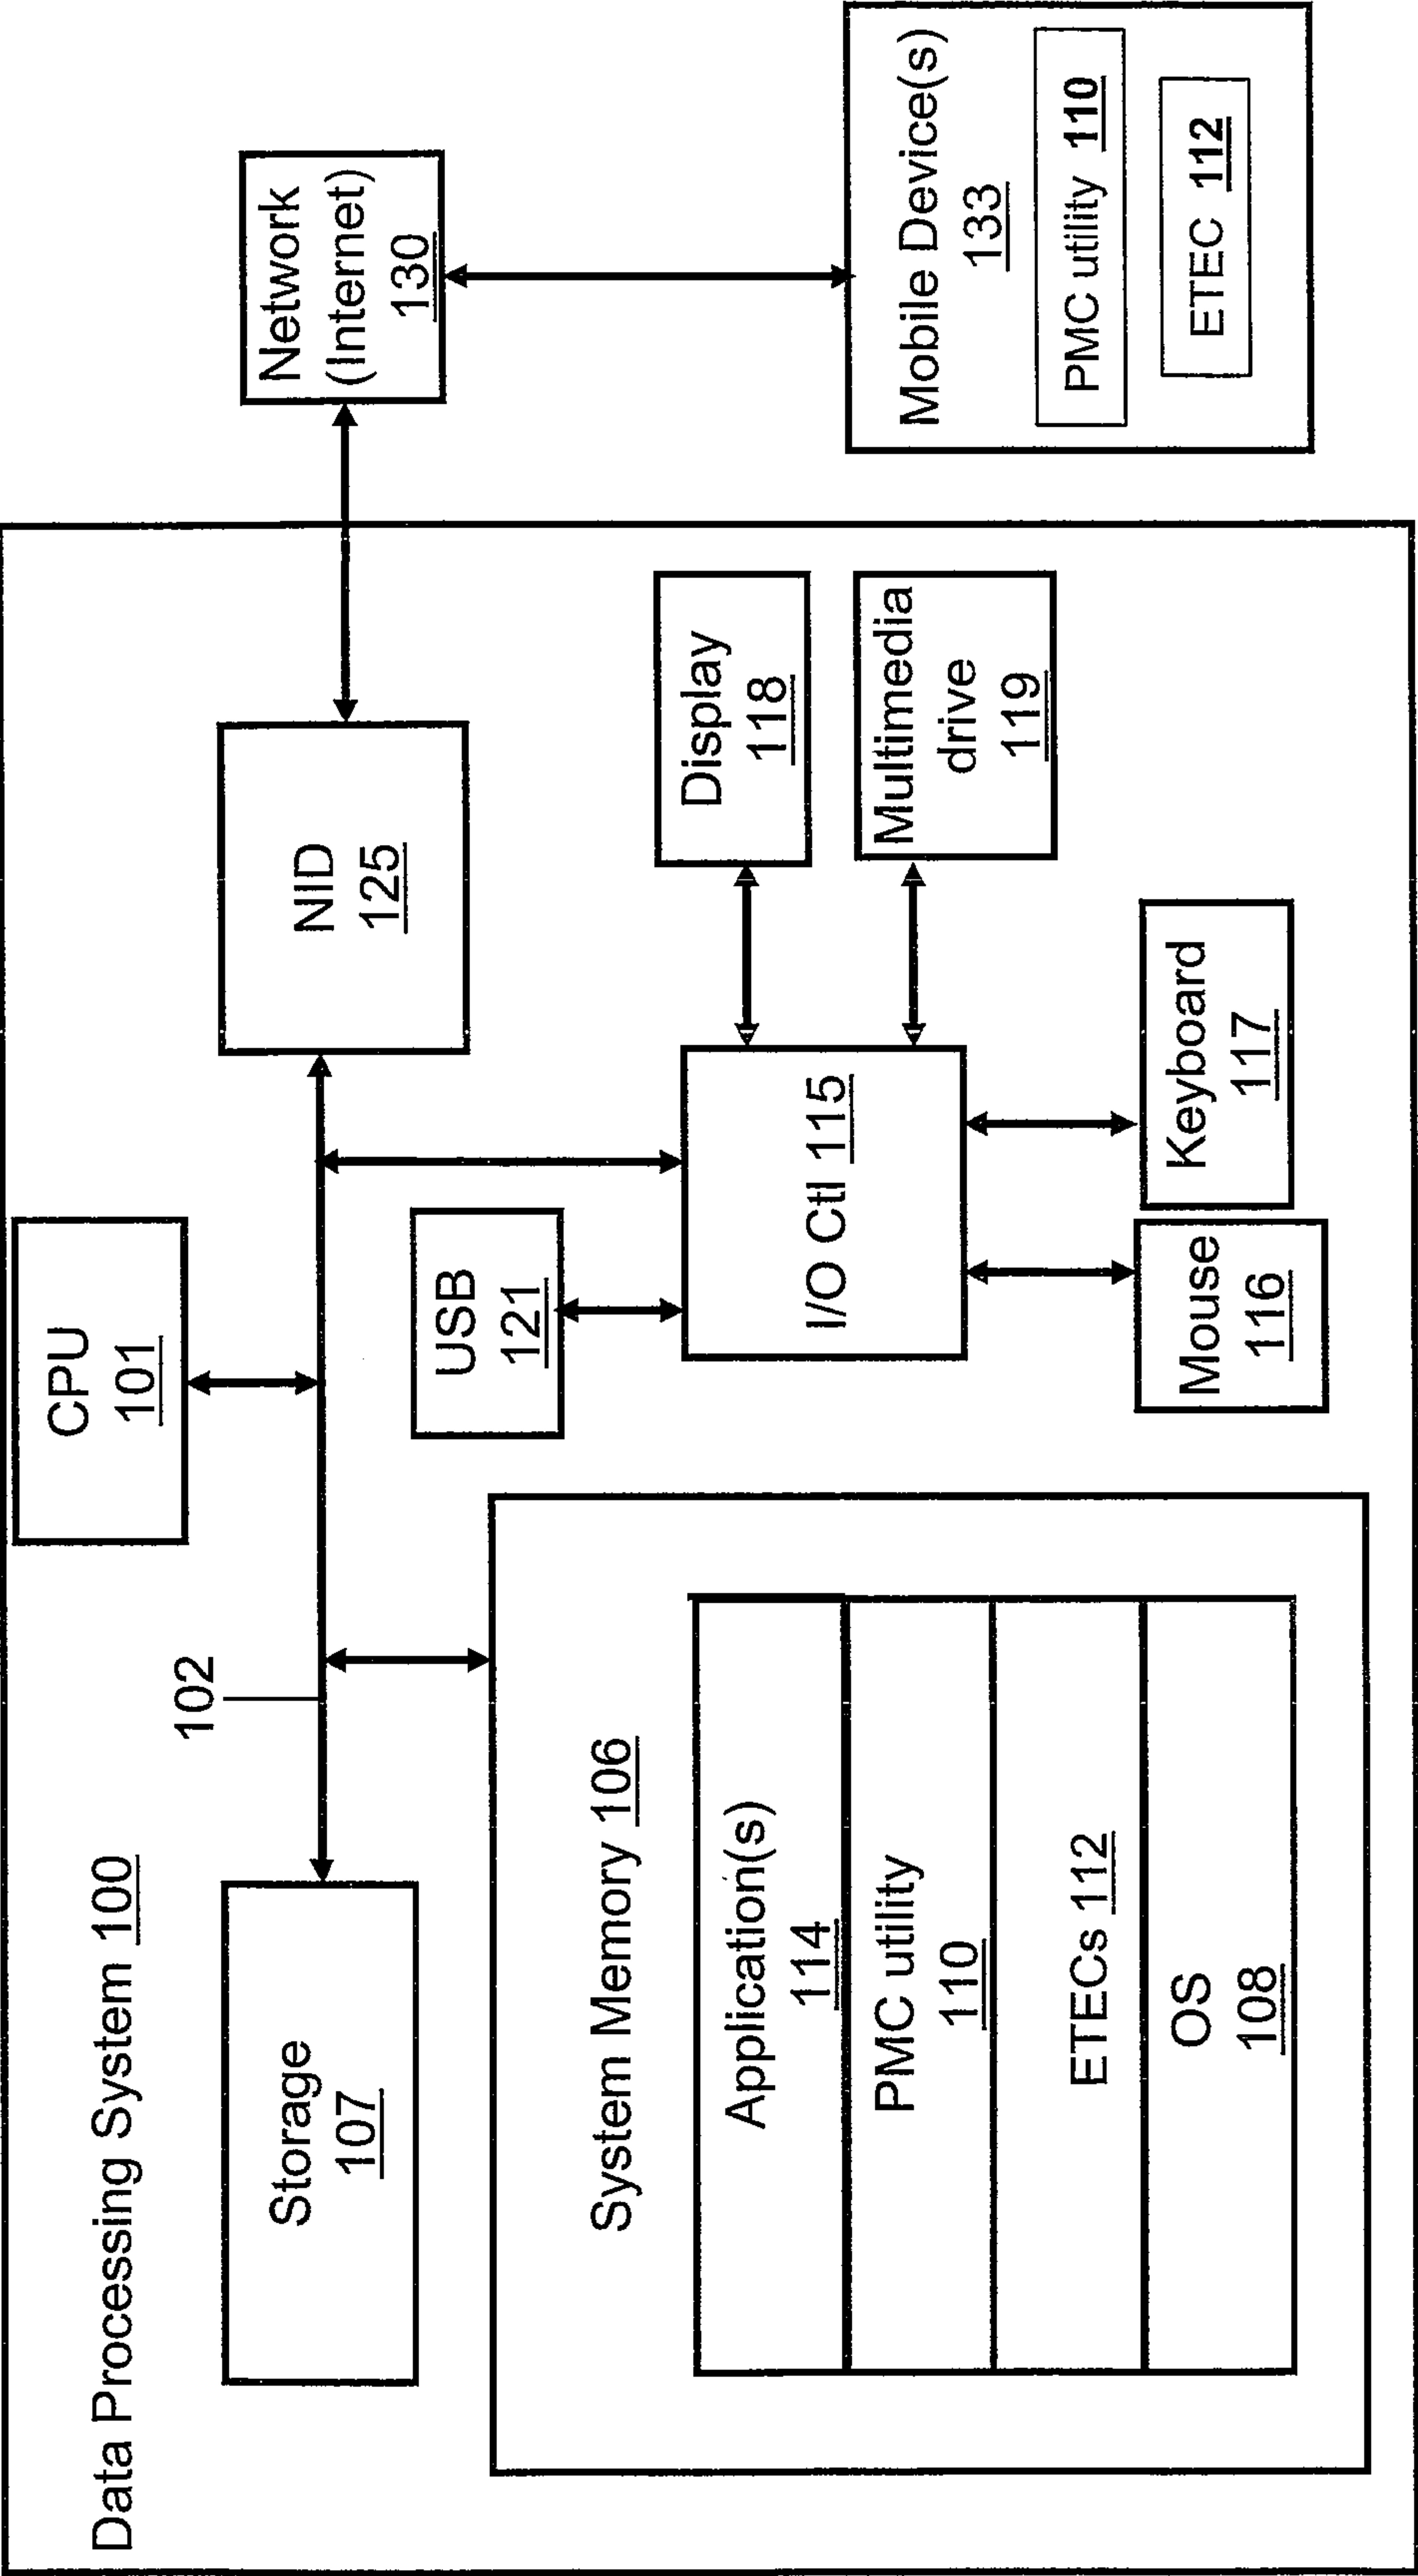 Data Processing System 100
CPU
101
102
Storage
107
NID
125
Network
(Internet)
130
System Memory 106
Application(s)
114
PMC utility
110
ETECs 112
OS
108
USB
121
I/O Ctl 115
Display
118
Multimedia
drive
119
Mouse
116
Keyboard
117
Mobile Device(s)
133
PMC utility 110
ETEC 112